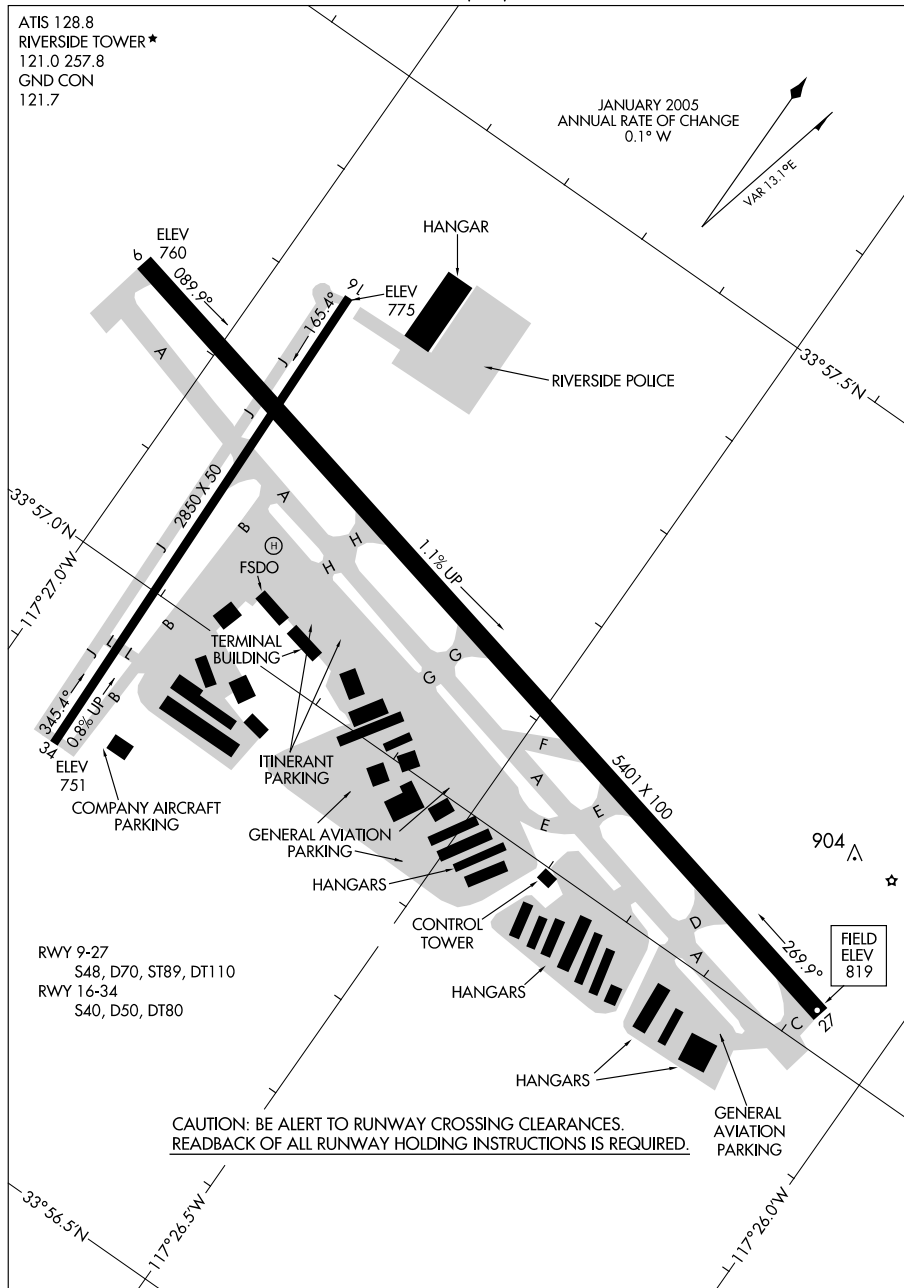 ATIS 128.8
RIVERSIDE TOWER★
121.0 257.8
GND CON
121.7
JANUARY 2005
ANNUAL RATE OF CHANGE
0.1° W
VAR 13.1°E
HANGAR
ELEV
760
9
089.9°
16
ELEV
775
165.4°
RIVERSIDE POLICE
33°57.5'N
A
J
J
2850 X 50
33°57.0'N
117°27.0'W
A
B
H
H
H
FSDO
1.1% UP
J
B
TERMINAL
BUILDING
G
G
J
L
L
B
345.4°
0.8% UP
34
ELEV
751
COMPANY AIRCRAFT
PARKING
ITINERANT
PARKING
F
A
E
E
5401 X 100
GENERAL AVIATION
PARKING
HANGARS
904
CONTROL
TOWER
D
A
269.9°
FIELD
ELEV
819
RWY 9-27
S48, D70, ST89, DT110
RWY 16-34
S40, D50, DT80
HANGARS
C
27
HANGARS
GENERAL
AVIATION
PARKING
CAUTION: BE ALERT TO RUNWAY CROSSING CLEARANCES.
READBACK OF ALL RUNWAY HOLDING INSTRUCTIONS IS REQUIRED.
33°56.5'N
117°26.5'W
117°26.0'W